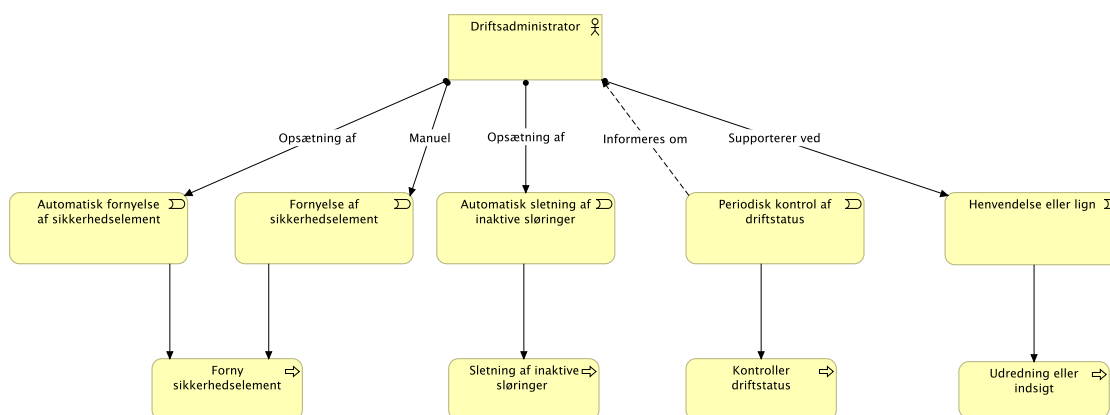 Driftsadministrator
Opsætning af
Manuel
Opsætning af
Informeres om
Supporterer ved
Automatisk fornyelse
af sikkerhedselement
Fornyelse af
sikkerhedselement
Automatisk sletning af
inaktive sløringer
Periodisk kontrol af
driftstatus
Henvendelse eller lign
Forny
sikkerhedselement
Sletning af inaktive
sløringer
Kontroller
driftstatus
Udredning eller
indsigt